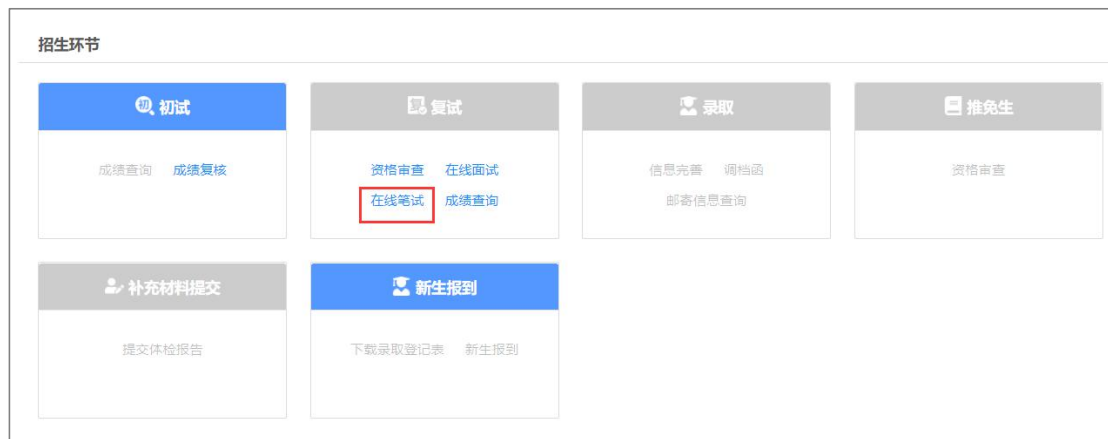 招生环节
初试
复试
录取
推免生
成绩查询 成绩复核
资格审查 在线面试
在线笔试 成绩查询
信息完善 调档函
邮寄信息查询
资格审查
补充材料提交
新生报到
提交体检报告
下载录取登记表 新生报到